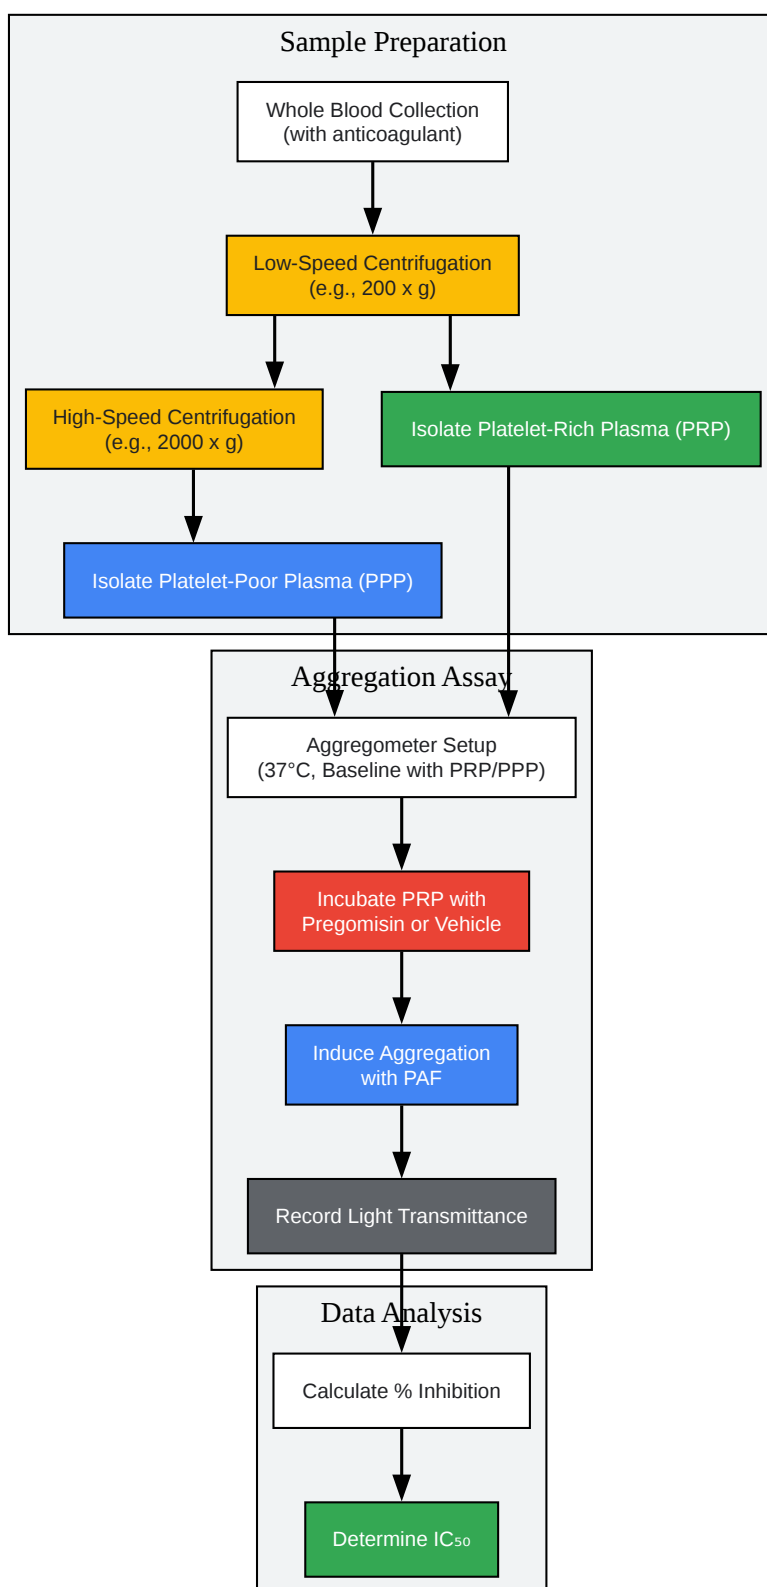 Sample Preparation
Whole Blood Collection
(with anticoagulant)
Low-Speed Centrifugation
(e.g., 200 x g)
High-Speed Centrifugation
(e.g., 2000 x g)
Isolate Platelet-Rich Plasma (PRP)
Isolate Platelet-Poor Plasma (PPP)
Aggregation Assay
Aggregometer Setup
(37°C, Baseline with PRP/PPP)
Incubate PRP with
Pregomisin or Vehicle
Induce Aggregation
with PAF
Record Light Transmittance
Data Analysis
Calculate % Inhibition
Determine IC₅₀